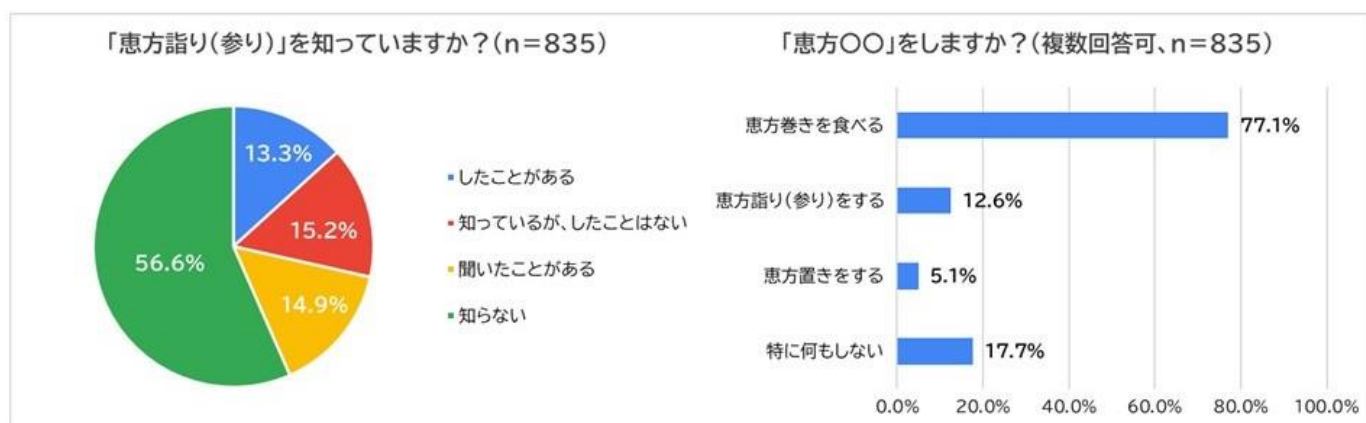 「恵方詣り(参り)」を知っていますか?(n=835)
13.3%
15.2%
14.9%
56.6%
したことがある
知っているが、したことはない
聞いたことがある
知らない
「恵方〇〇」をしますか?(複数回答可、n=835)
恵方巻きを食べる
77.1%
恵方詣り(参り)をする
12.6%
恵方置きをする
5.1%
特に何もしない
17.7%
0.0% 20.0% 40.0% 60.0% 80.0% 100.0%